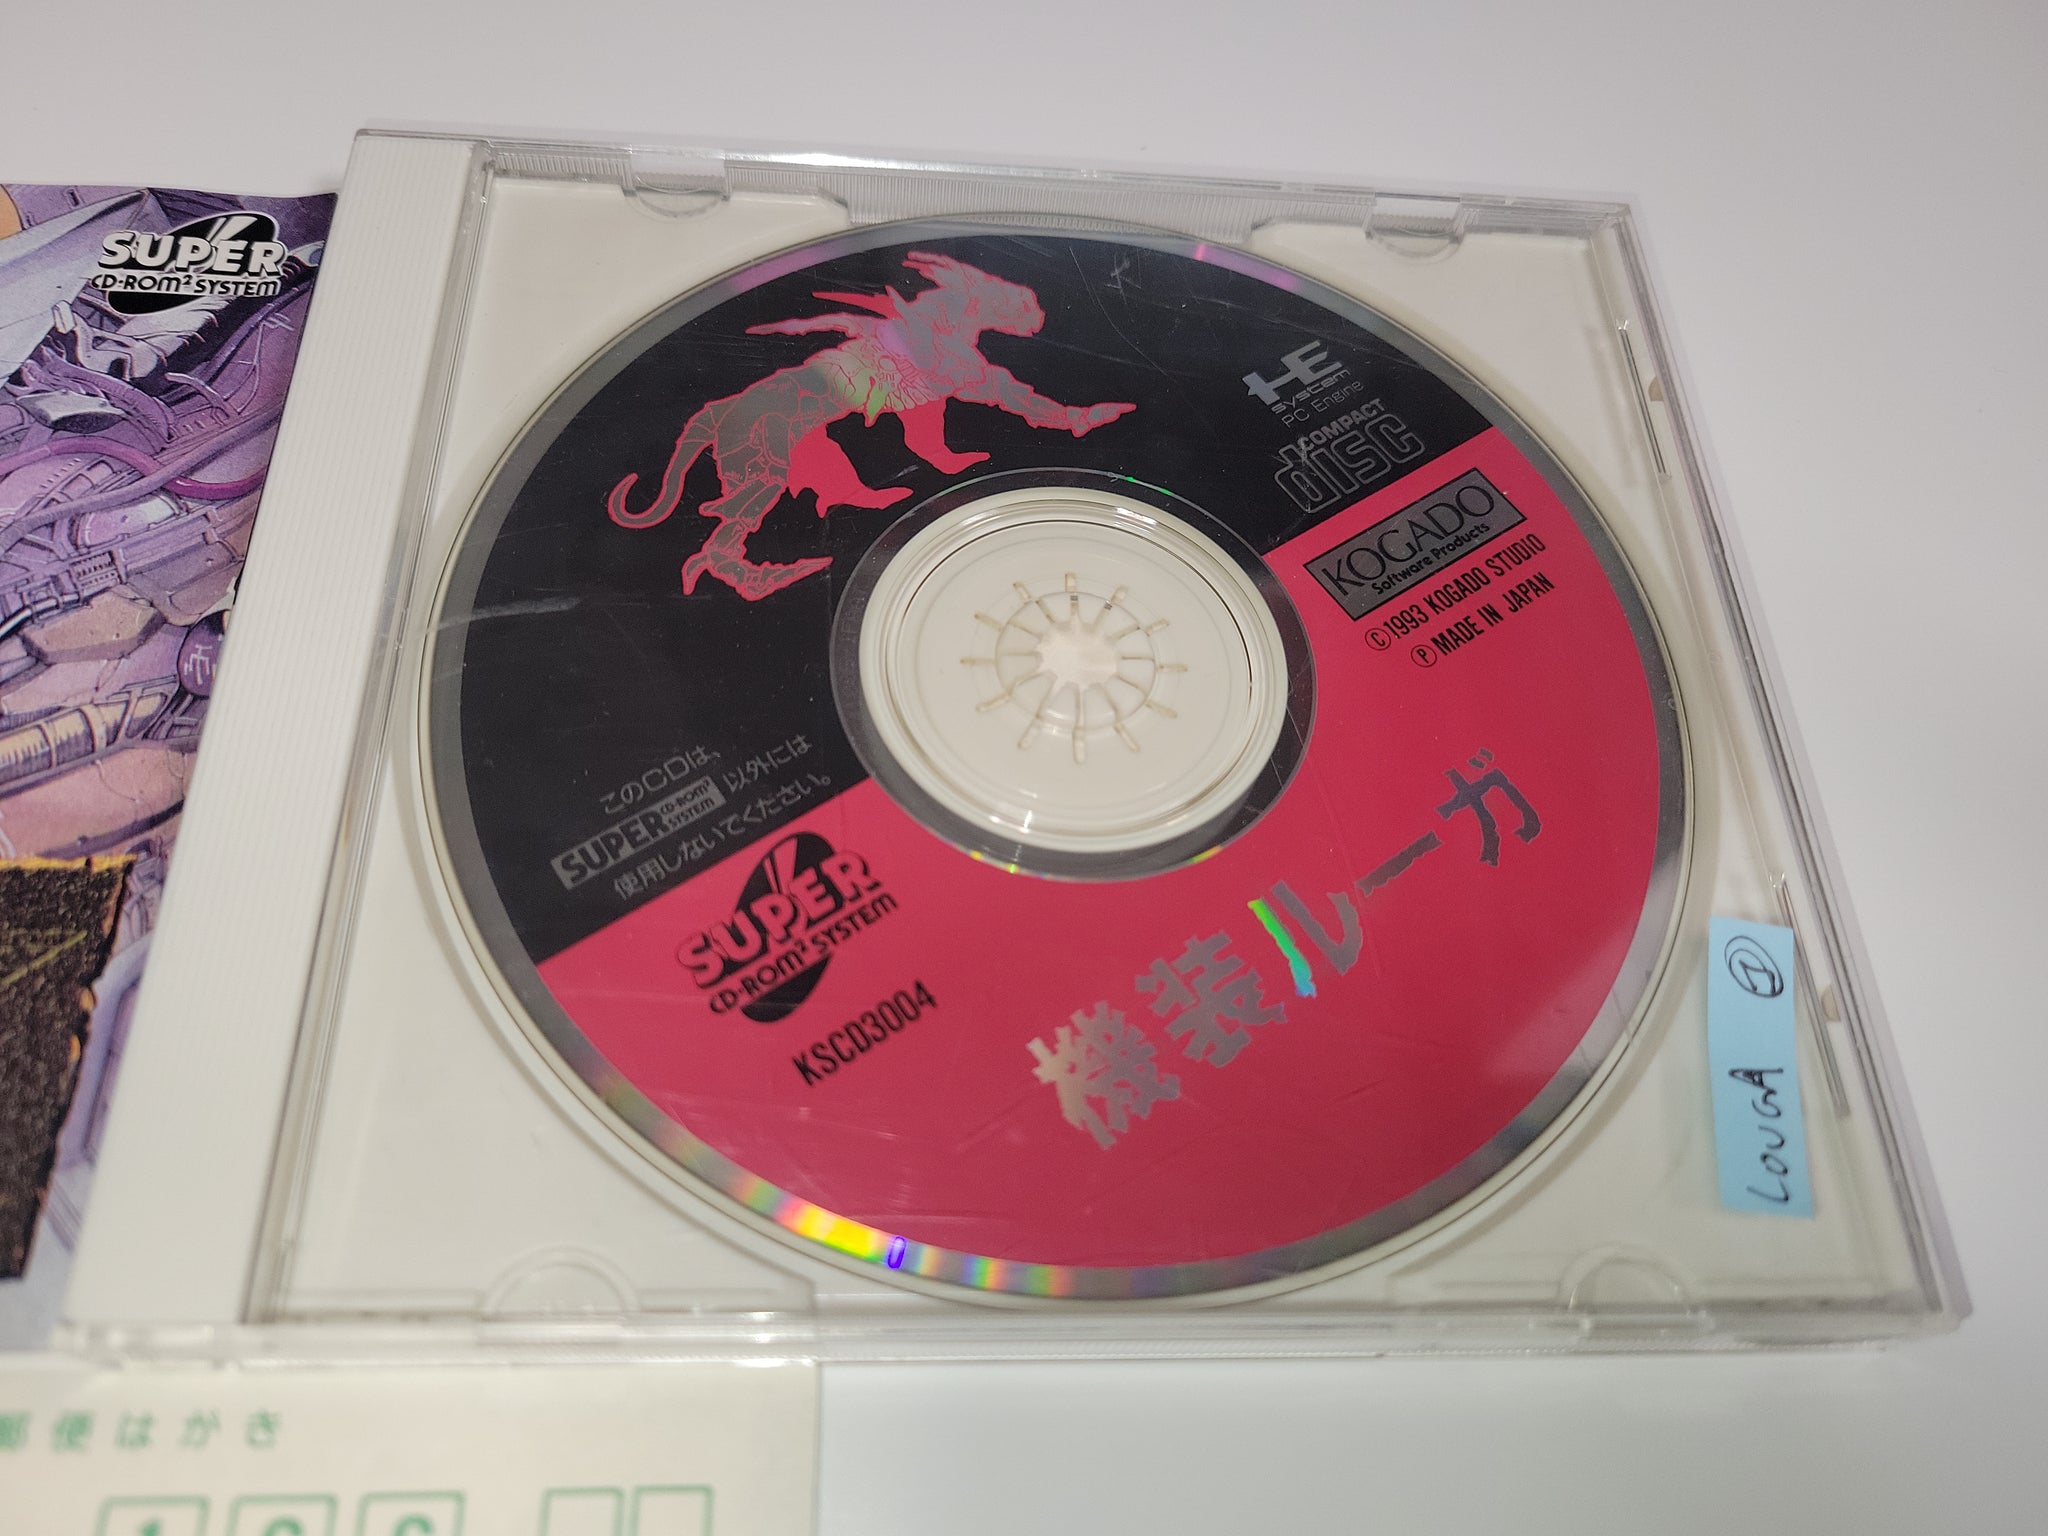 SUPER
CD-ROM² SYSTEM
HE
SYSTEM
PC Engine
COMPACT
disc
KOGADO
Software Products
Ⓒ1993 KOGADO STUDIO
Ⓟ MADE IN JAPAN
このCDは、
SUPER CD-ROM² SYSTEM 以外には
使用しないでください。
SUPER
CD-ROM² SYSTEM
KSCD3004
機装ルーガ
LOUGA ①
郵便はがき